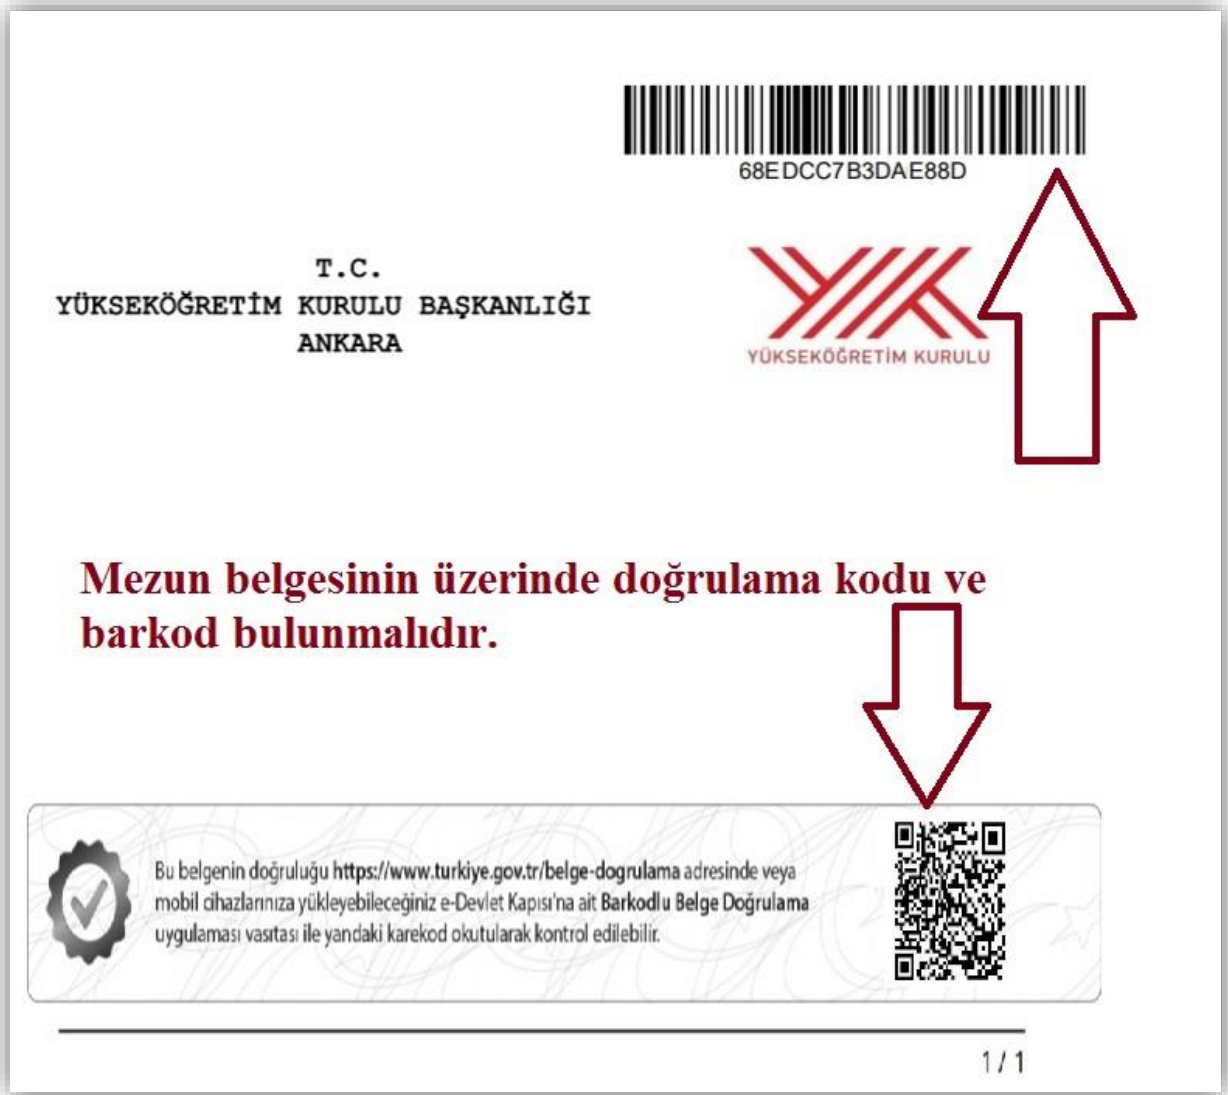 68EDCC7B3DAE88D
T.C.
YÜKSEKÖĞRETİM KURULU BAŞKANLIĞI
ANKARA
YÖK
YÜKSEKÖĞRETİM KURULU
Mezun belgesinin üzerinde doğrulama kodu ve
barkod bulunmalıdır.
Bu belgenin doğruluğu https://www.turkiye.gov.tr/belge-dogrulama adresinde veya
mobil cihazlarınıza yükleyebileceğiniz e-Devlet Kapısı'na ait Barkodlu Belge Doğrulama
uygulaması vasıtası ile yandaki karekod okutularak kontrol edilebilir.
1 / 1